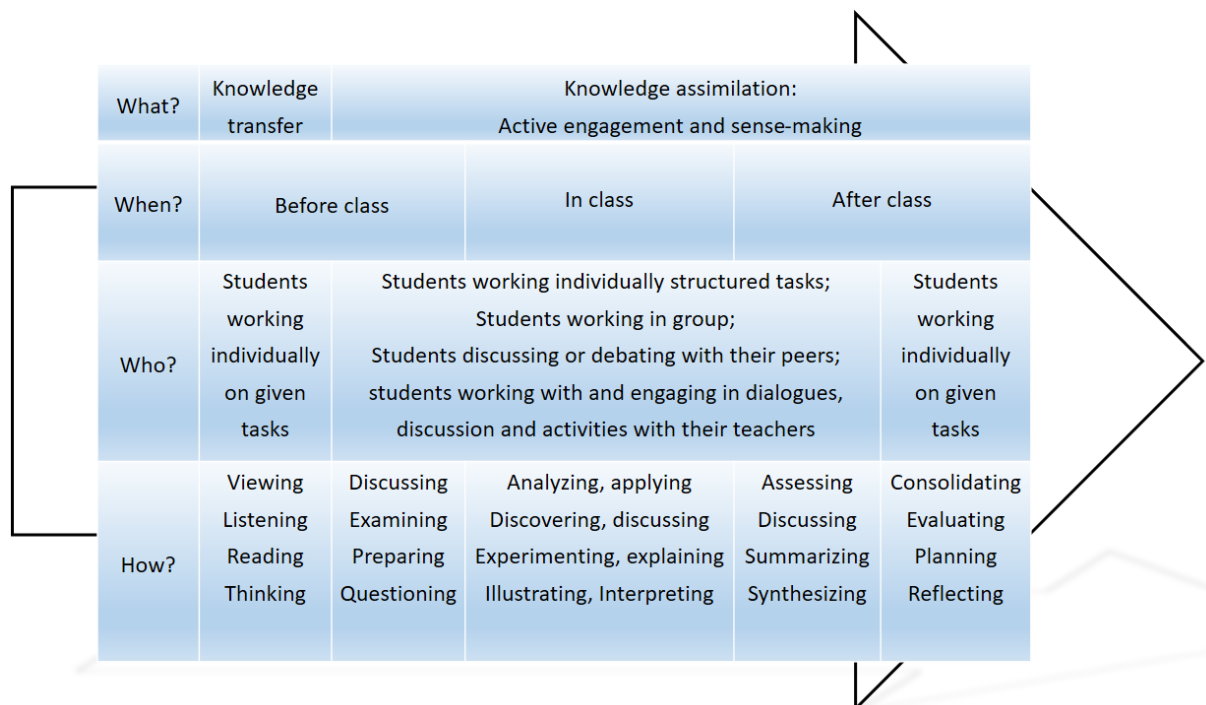 What?
Knowledge
transfer
Knowledge assimilation:
Active engagement and sense-making
When?
Before class
In class
After class
Who?
Students
working
individually
on given
tasks
Students working individually structured tasks;
Students working in group;
Students discussing or debating with their peers;
students working with and engaging in dialogues,
discussion and activities with their teachers
Students
working
individually
on given
tasks
How?
Viewing
Listening
Reading
Thinking
Discussing
Examining
Preparing
Questioning
Analyzing, applying
Discovering, discussing
Experimenting, explaining
Illustrating, Interpreting
Assessing
Discussing
Summarizing
Synthesizing
Consolidating
Evaluating
Planning
Reflecting